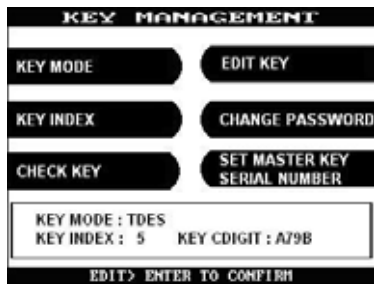 KEY MANAGEMENT
KEY MODE
EDIT KEY
KEY INDEX
CHANGE PASSWORD
CHECK KEY
SET MASTER KEY
SERIAL NUMBER
KEY MODE : TDES
KEY INDEX : 5 KEY CDIGIT : A79B
EDIT> ENTER TO CONFIRM